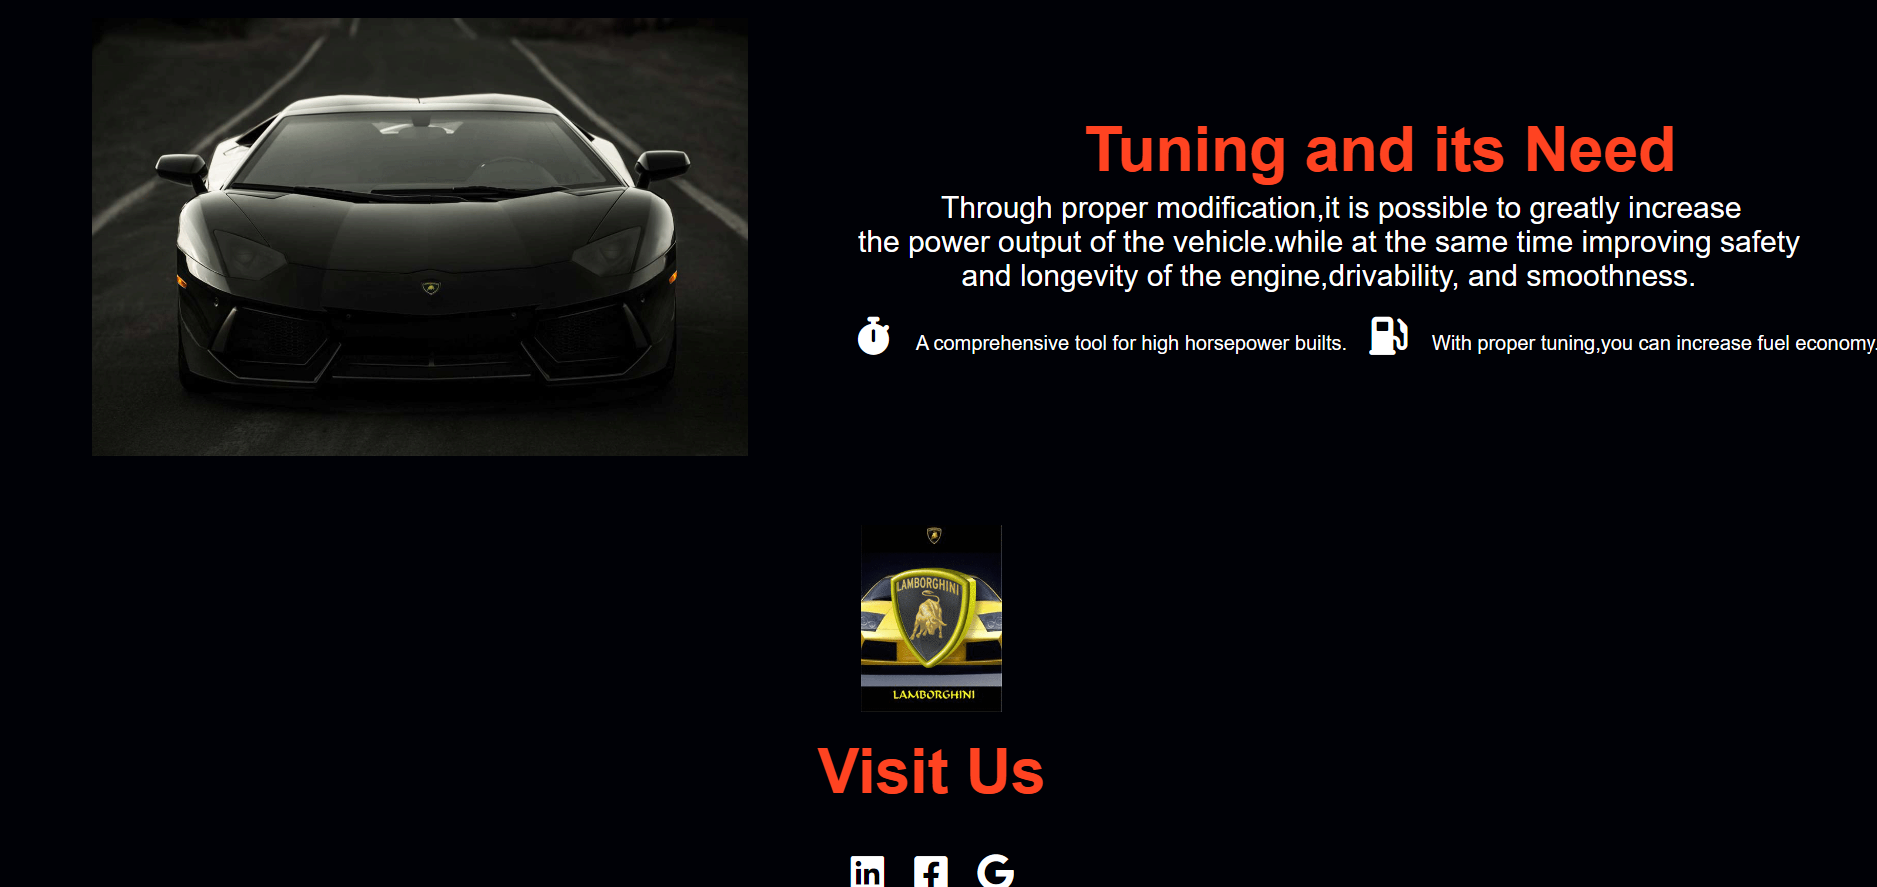 Tuning and its Need
Through proper modification,it is possible to greatly increase
the power output of the vehicle.while at the same time improving safety
and longevity of the engine,drivability, and smoothness.
A comprehensive tool for high horsepower builts. With proper tuning,you can increase fuel economy.
LAMBORGHINI
LAMBORGHINI
Visit Us
in f G